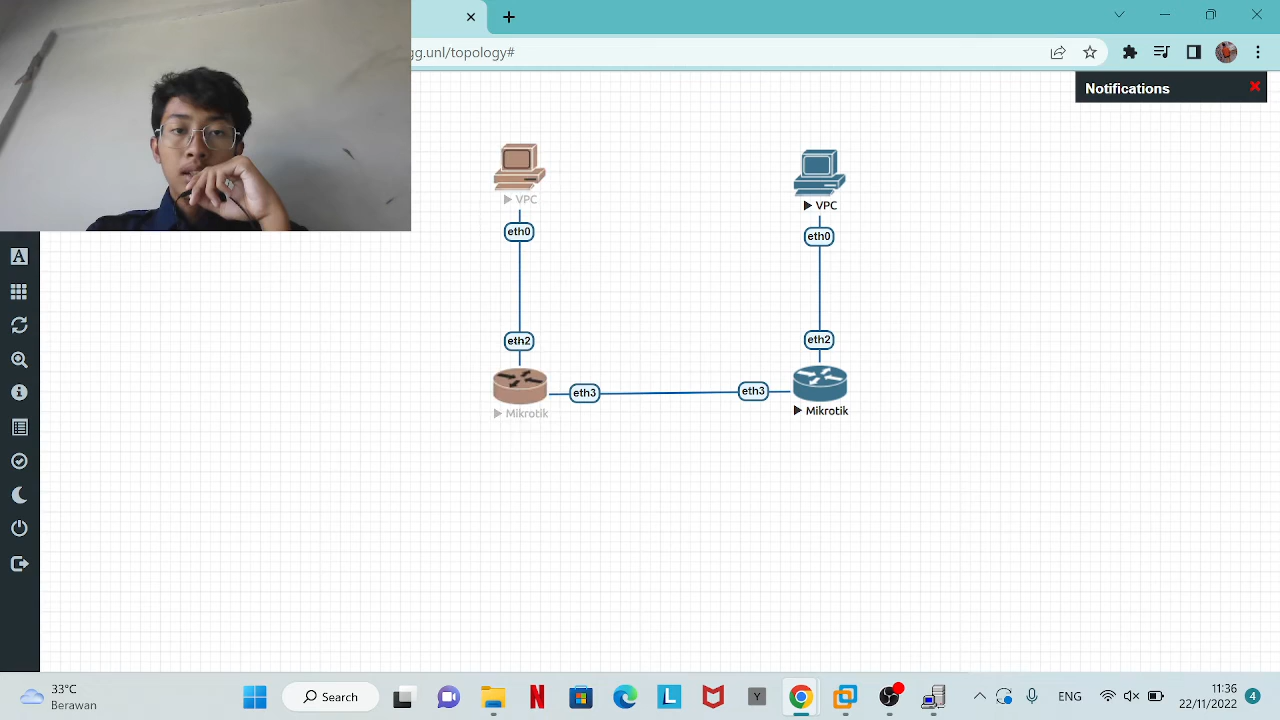 gg.unl/topology#
Notifications
VPC
VPC
eth0
eth0
eth2
eth2
eth3
eth3
Mikrotik
Mikrotik
A
33°C
Berawan
Search
N
L
Y
ENG
11:36
22/11/2022
4